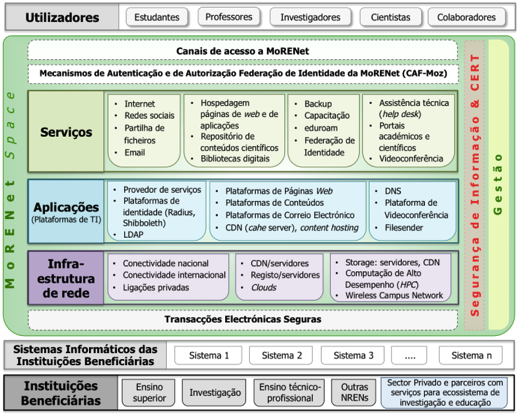 Utilizadores
Estudantes
Professores
Investigadores
Cientistas
Colaboradores
MoRENet Space
Canais de acesso a MoRENet
Mecanismos de Autenticação e de Autorização Federação de Identidade da MoRENet (CAF-Moz)
Serviços
• Internet
• Redes sociais
• Partilha de
ficheiros
• Email
• Hospedagem
páginas de web e de
aplicações
• Repositório de
conteúdos científicos
• Bibliotecas digitais
• Backup
• Capacitação
• eduroam
• Federação de
Identidade
• Assistência técnica
(help desk)
• Portais
académicos e
científicos
• Videoconferência
Aplicações
(Plataformas de TI)
• Provedor de serviços
• Plataformas de
identidade (Radius,
Shibboleth)
• LDAP
• Plataformas de Páginas Web
• Plataformas de Conteúdos
• Plataformas de Correio Electrónico
• CDN (cahe server), content hosting
• DNS
• Plataforma de
Videoconferência
• Filesender
Infra-
estrutura
de rede
• Conectividade nacional
• Conectividade internacional
• Ligações privadas
• CDN/servidores
• Registo/servidores
• Clouds
• Storage: servidores, CDN
• Computação de Alto
Desempenho (HPC)
• Wireless Campus Network
Transacções Electrónicas Seguras
Segurança de Informação & CERT
Gestão
Sistemas Informáticos das
Instituições Beneficiárias
Sistema 1
Sistema 2
Sistema 3
....
Sistema n
Instituições
Beneficiárias
Ensino
superior
Investigação
Ensino técnico-
profissional
Outras
NRENs
Sector Privado e parceiros com
serviços para ecossistema de
investigação e educação